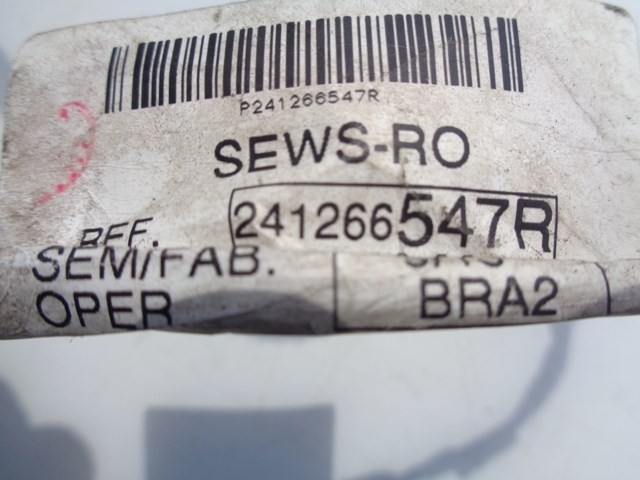 P241266547R
SEWS-RO
REF. 241266547R
SEMI/FAB.
OPER BRA2